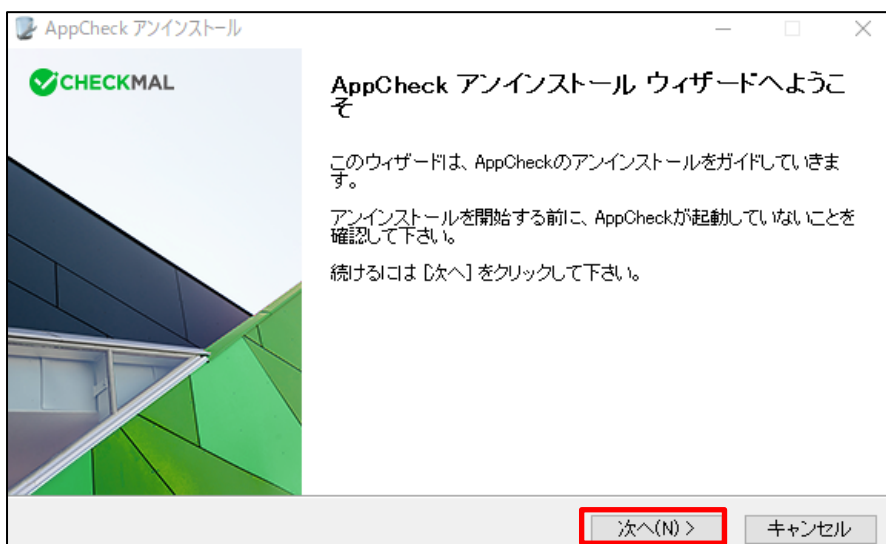 AppCheck アンインストール
CHECKMAL
AppCheck アンインストール ウィザードへようこ
そ
このウィザードは、AppCheckのアンインストールをガイドしていきま
す。
アンインストールを開始する前に、AppCheckが起動していないことを
確認して下さい。
続けるには [次へ] をクリックして下さい。
次へ(N) >
キャンセル